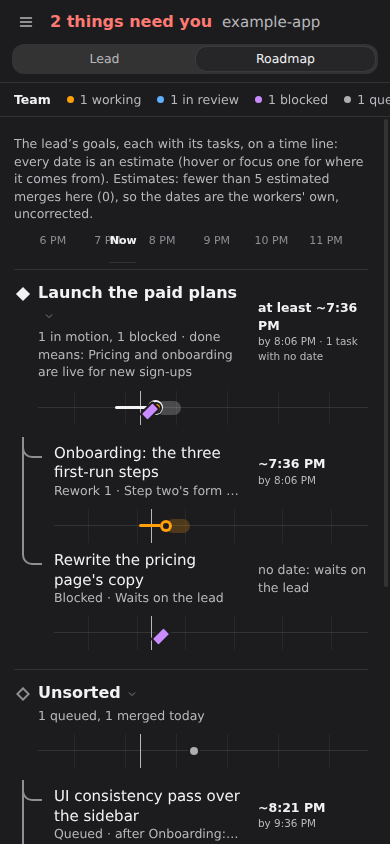 2 things need you example-app
Lead Roadmap
Team 1 working 1 in review 1 blocked 1 que
The lead's goals, each with its tasks, on a time line:
every date is an estimate (hover or focus one for where
it comes from). Estimates: fewer than 5 estimated
merges here (0), so the dates are the workers' own,
uncorrected.
6 PM 7 PM Now 8 PM 9 PM 10 PM 11 PM
Launch the paid plans
at least ~7:36
PM
by 8:06 PM · 1 task
with no date
1 in motion, 1 blocked · done
means: Pricing and onboarding
are live for new sign-ups
Onboarding: the three
first-run steps
Rework 1 · Step two's form ...
~7:36 PM
by 8:06 PM
Rewrite the pricing
page's copy
Blocked · Waits on the lead
no date: waits on
the lead
Unsorted
1 queued, 1 merged today
UI consistency pass over
the sidebar
Queued · after Onboarding:...
~8:21 PM
by 9:36 PM